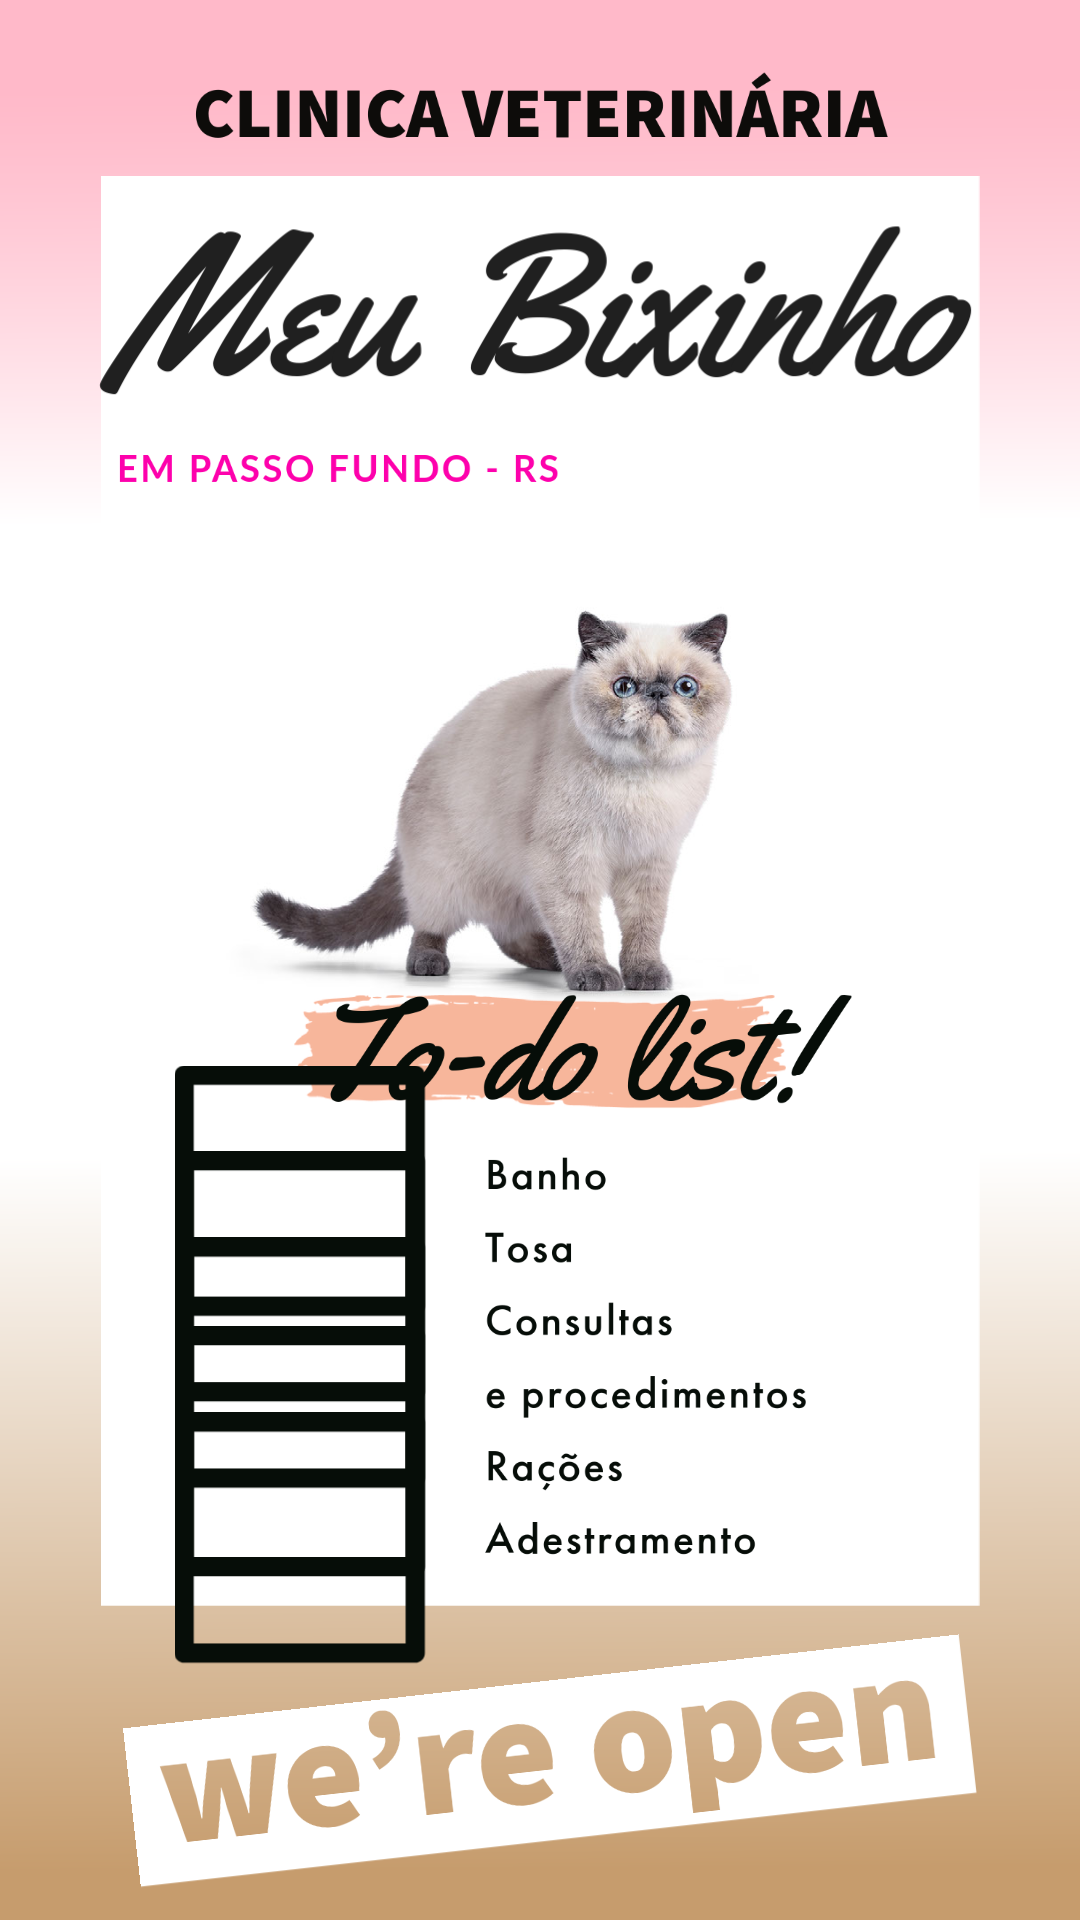 CLINICA VETERINÁRIA
Meu Bixinho
EM PASSO FUNDO - RS
To-do list!
Banho
Tosa
Consultas
e procedimentos
Rações
Adestramento
we’re open